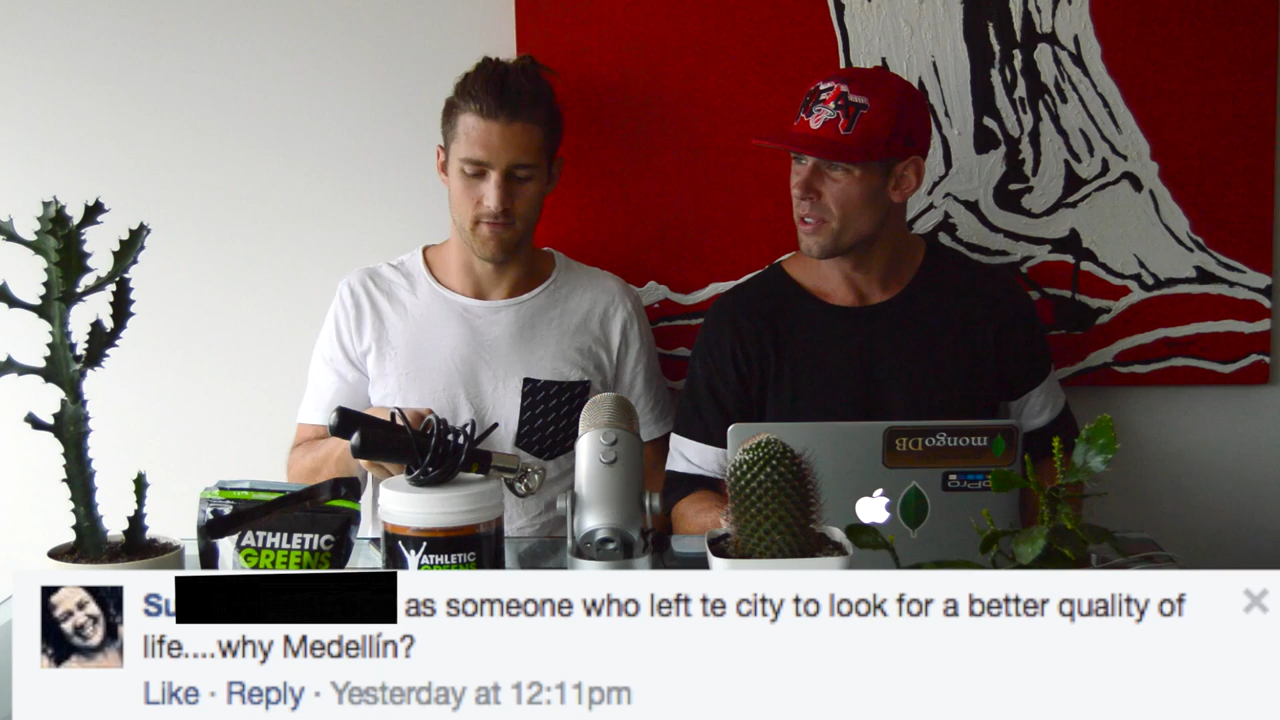 HEAT
mongoDB
ATHLETIC
GREENS
ATHLETIC
GREENS
Su as someone who left te city to look for a better quality of
life....why Medellín?
Like · Reply · Yesterday at 12:11pm